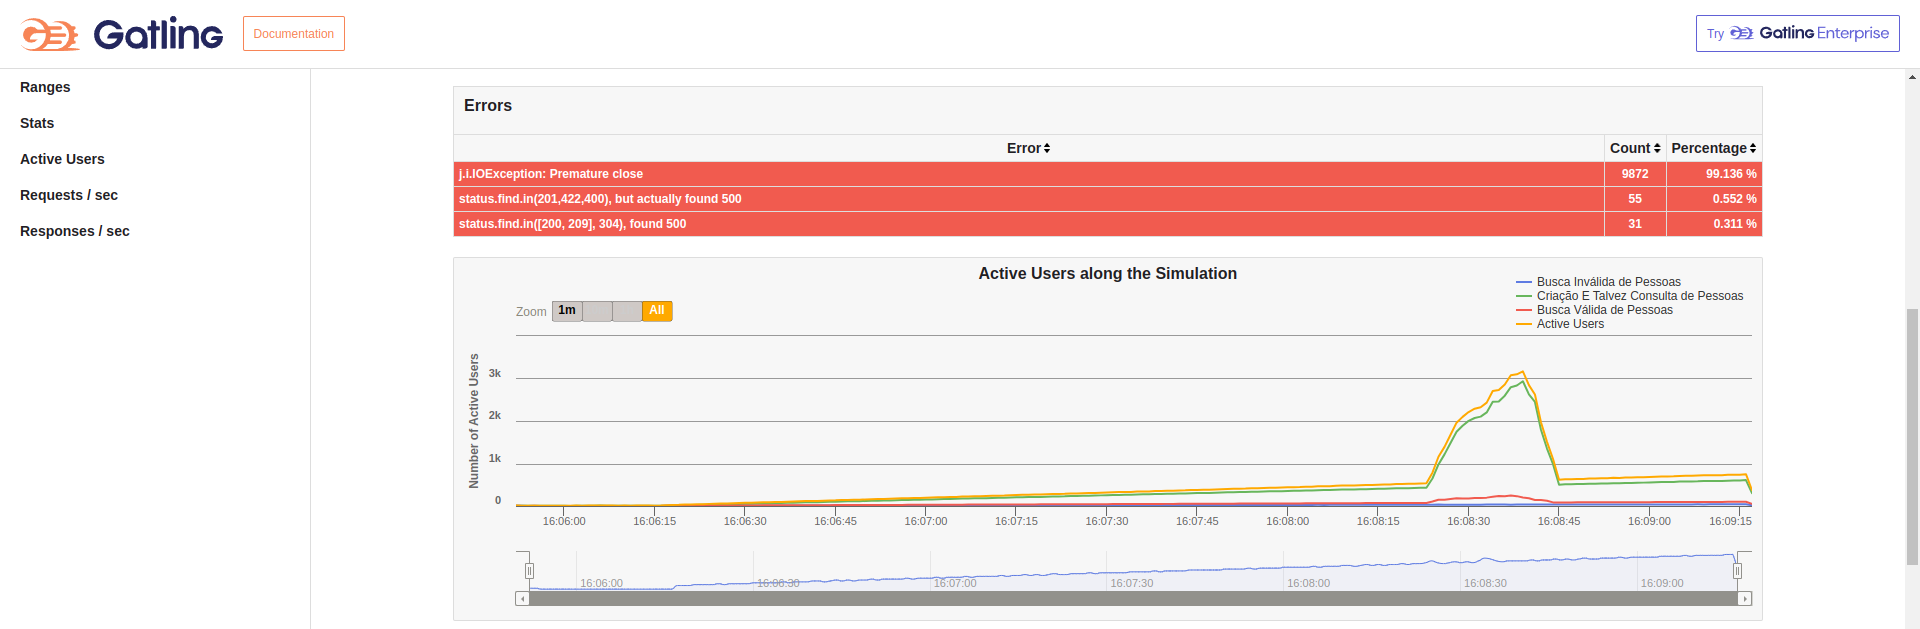 Gatling
Documentation
Try Gatling Enterprise
Ranges
Stats
Active Users
Requests / sec
Responses / sec
Errors
Error Count Percentage
j.i.IOException: Premature close 9872 99.136 %
status.find.in(201,422,400), but actually found 500 55 0.552 %
status.find.in([200, 209], 304), found 500 31 0.311 %
Active Users along the Simulation
Busca Inválida de Pessoas
Criação E Talvez Consulta de Pessoas
Busca Válida de Pessoas
Active Users
Zoom 1m All
Number of Active Users
3k
2k
1k
0
16:06:00 16:06:15 16:06:30 16:06:45 16:07:00 16:07:15 16:07:30 16:07:45 16:08:00 16:08:15 16:08:30 16:08:45 16:09:00 16:09:15
16:06:00 16:06:30 16:07:00 16:07:30 16:08:00 16:08:30 16:09:00